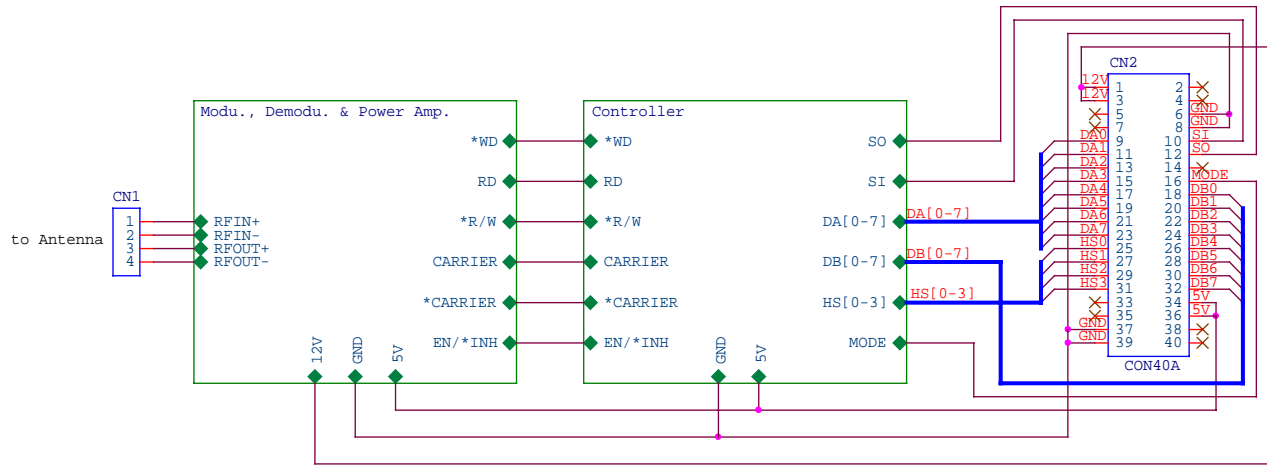 CN2
12V 1 2
12V 3 4
5 6 GND
7 8 GND
DA0 9 10 SI
DA1 11 12 SO
DA2 13 14
DA3 15 16 MODE
DA4 17 18 DB0
DA5 19 20 DB1
DA6 21 22 DB2
DA7 23 24 DB3
HS0 25 26 DB4
HS1 27 28 DB5
HS2 29 30 DB6
HS3 31 32 DB7
33 34 5V
35 36 5V
GND 37 38
GND 39 40
CON40A
Modu., Demodu. & Power Amp.
*WD
RD
*R/W
CARRIER
*CARRIER
EN/*INH
RFIN+
RFIN-
RFOUT+
RFOUT-
12V
GND
5V
Controller
*WD
RD
*R/W
CARRIER
*CARRIER
EN/*INH
SO
SI
DA[0-7]
DB[0-7]
HS[0-3]
MODE
GND
5V
DA[0-7]
DB[0-7]
HS[0-3]
CN1
1
2
3
4
to Antenna